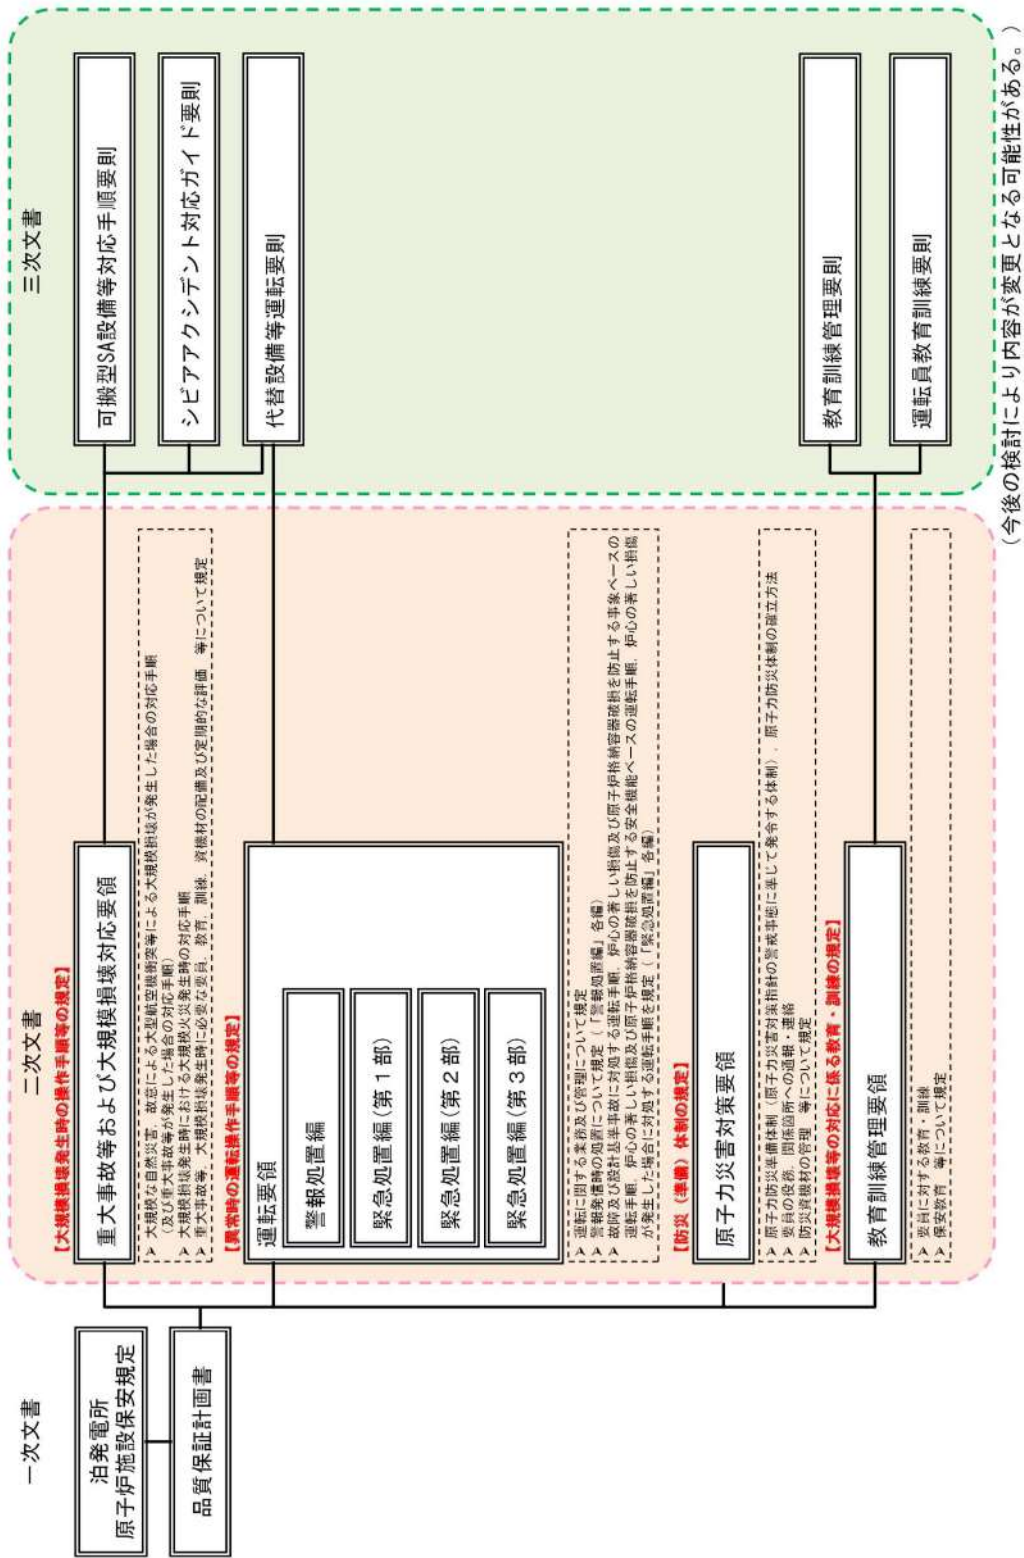 一次文書
泊発電所
原子炉施設保安規定
品質保証計画書
二次文書
【大規模損壊発生時の操作手順等の規定】
重大事故等および大規模損壊対応要領
➢ 大規模な自然災害、故意による大型航空機衝突等による大規模損壊が発生した場合の対応手順
（及び重大事故等が発生した場合の対応手順）
➢ 大規模損壊発生時における大規模火災発生時の対応手順
➢ 重大事故等、大規模損壊発生時に必要な要員、教育、訓練、資機材の配備及び定期的な評価 等について規定
【異常時の運転操作手順等の規定】
運転要領
警報処置編
緊急処置編(第１部)
緊急処置編(第２部)
緊急処置編(第３部)
➢ 運転に関する業務及び管理について規定
➢ 警報発信時の処置について規定（「警報処置編」各編）
➢ 故障及び設計基準事故に対処する運転手順、炉心の著しい損傷及び原子炉格納容器破損を防止する事象ベースの
運転手順、炉心の著しい損傷及び原子炉格納容器破損を防止する安全機能ベースの運転手順、炉心の著しい損傷
が発生した場合に対処する運転手順を規定（「緊急処置編」各編）
【防災（準備）体制の規定】
原子力災害対策要領
➢ 原子力防災準備体制（原子力災害対策指針の警戒事態に準じて発令する体制）、原子力防災体制の確立方法
➢ 要員の役務、関係箇所への通報・連絡
➢ 防災資機材の管理 等について規定
【大規模損壊等の対応に係る教育・訓練の規定】
教育訓練管理要領
➢ 要員に対する教育・訓練
➢ 保安教育 等について規定
三次文書
可搬型SA設備等対応手順要則
シビアアクシデント対応ガイド要則
代替設備等運転要則
教育訓練管理要則
運転員教育訓練要則
(今後の検討により内容が変更となる可能性がある。)